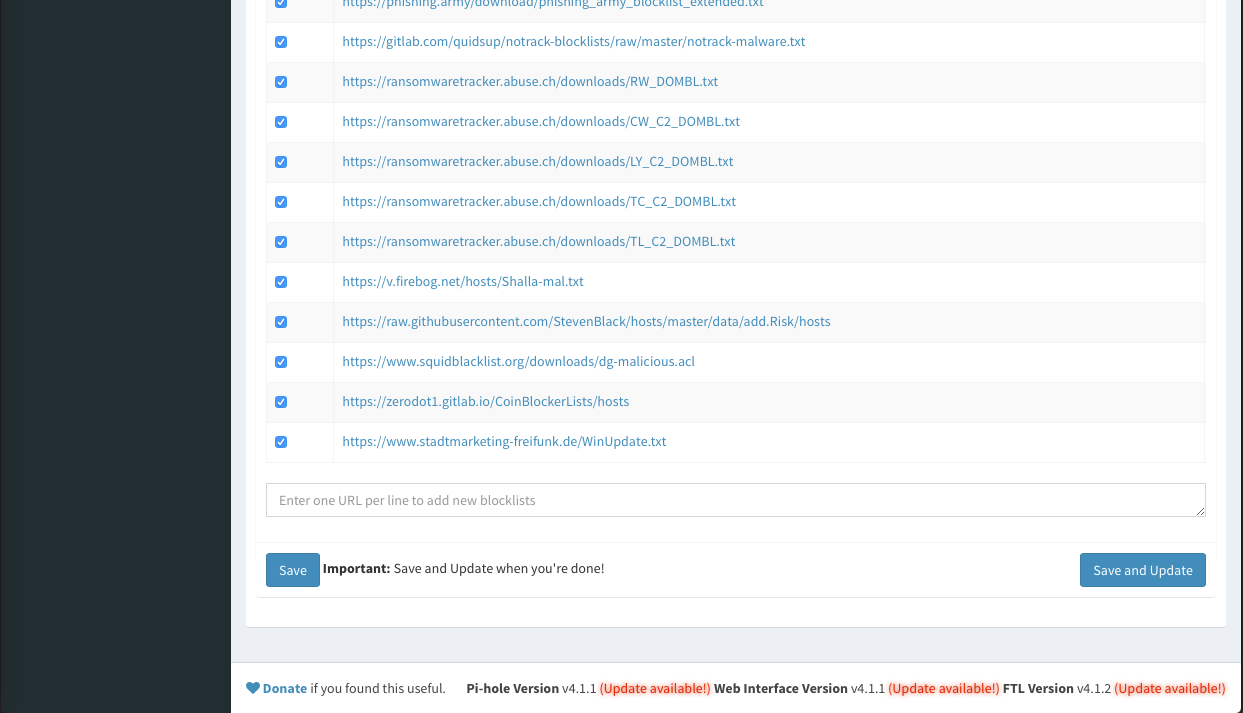 https://phishing.army/download/phishing_army_blocklist_extended.txt
https://gitlab.com/quidsup/notrack-blocklists/raw/master/notrack-malware.txt
https://ransomwaretracker.abuse.ch/downloads/RW_DOMBL.txt
https://ransomwaretracker.abuse.ch/downloads/CW_C2_DOMBL.txt
https://ransomwaretracker.abuse.ch/downloads/LY_C2_DOMBL.txt
https://ransomwaretracker.abuse.ch/downloads/TC_C2_DOMBL.txt
https://ransomwaretracker.abuse.ch/downloads/TL_C2_DOMBL.txt
https://v.firebog.net/hosts/Shalla-mal.txt
https://raw.githubusercontent.com/StevenBlack/hosts/master/data/add.Risk/hosts
https://www.squidblacklist.org/downloads/dg-malicious.acl
https://zerodot1.gitlab.io/CoinBlockerLists/hosts
https://www.stadtmarketing-freifunk.de/WinUpdate.txt
Enter one URL per line to add new blocklists
Save Important: Save and Update when you're done! Save and Update
Donate if you found this useful. Pi-hole Version v4.1.1 (Update available!) Web Interface Version v4.1.1 (Update available!) FTL Version v4.1.2 (Update available!)